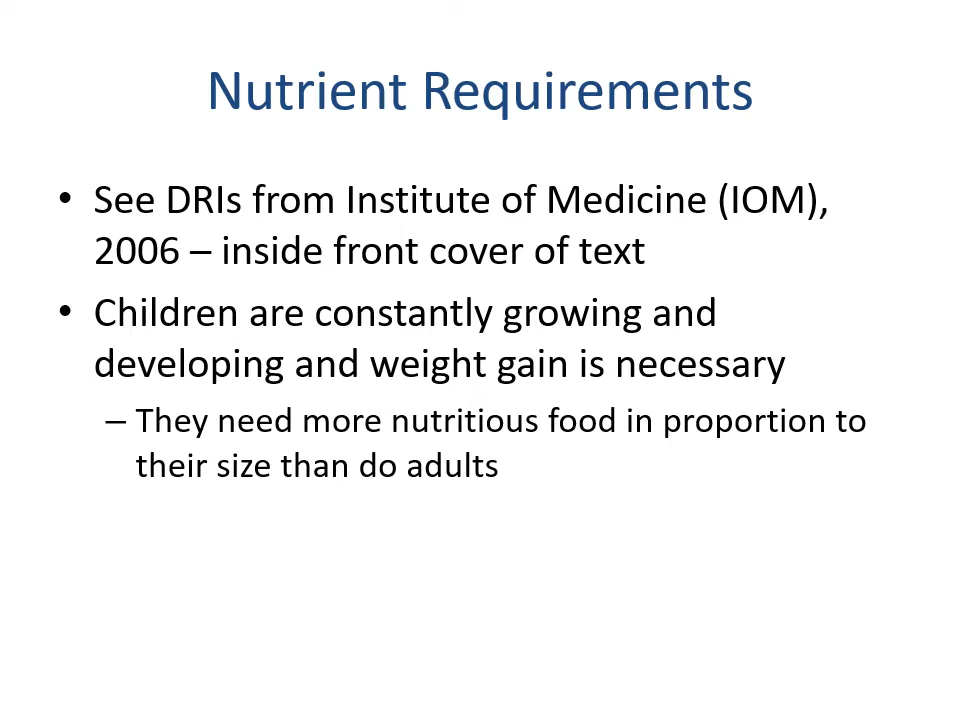 Nutrient Requirements
• See DRIs from Institute of Medicine (IOM),
2006 – inside front cover of text
• Children are constantly growing and
developing and weight gain is necessary
– They need more nutritious food in proportion to
their size than do adults